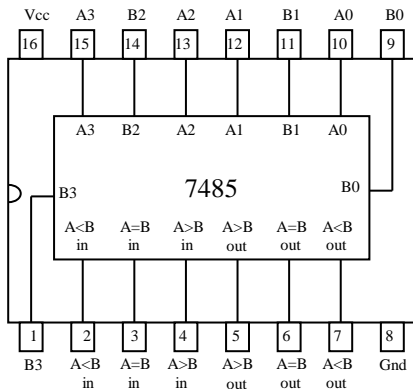 Vcc A3 B2 A2 A1 B1 A0 B0
16 15 14 13 12 11 10 9
A3 B2 A2 A1 B1 A0
7485
B3 B0
A<B A=B A>B A>B A=B A<B
in in in out out out
1 2 3 4 5 6 7 8
B3 A<B A=B A>B A>B A=B A<B Gnd
in in in out out out